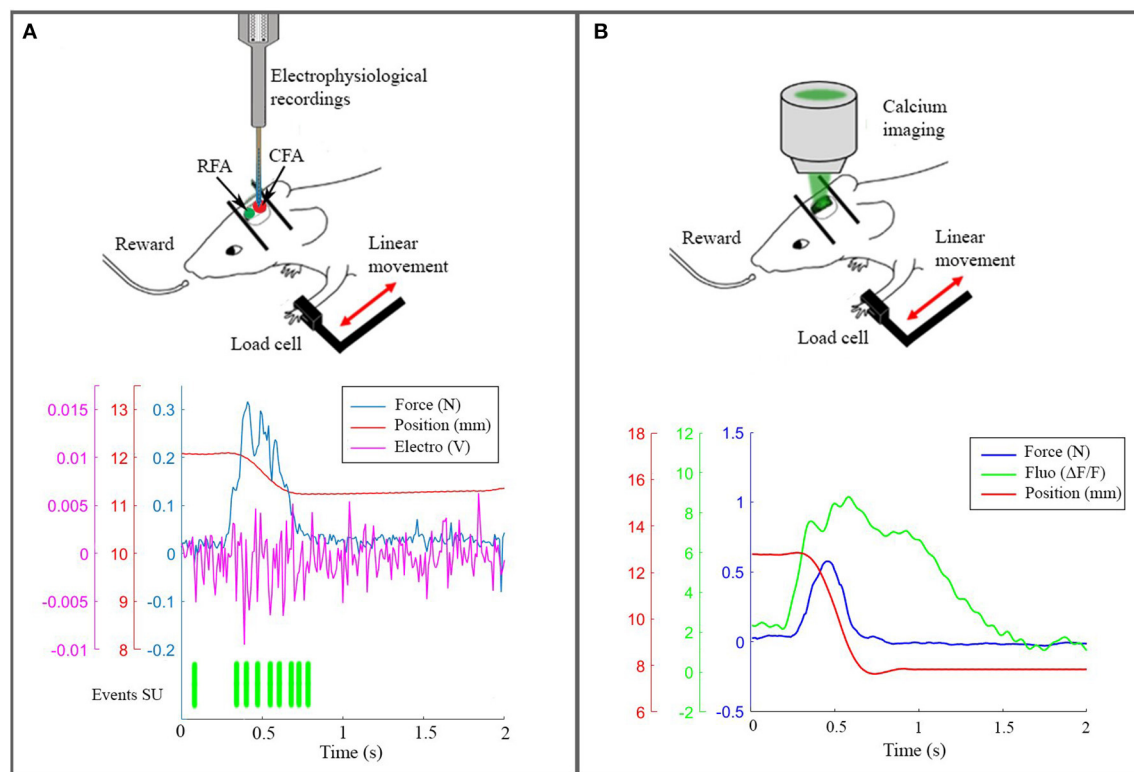 A
Electrophysiological
recordings
RFA
CFA
Reward
Linear
movement
Load cell
Force (N)
Position (mm)
Electro (V)
0.015
0.010
0.005
0
-0.005
-0.01
13
12
11
10
9
8
0.3
0.2
0.1
0
-0.1
-0.2
Events SU
0 0.5 1 1.5 2
Time (s)
B
Calcium
imaging
Reward
Linear
movement
Load cell
Force (N)
Fluo (ΔF/F)
Position (mm)
18
16
14
12
10
8
6
12
10
8
6
4
2
0
-2
1.5
1
0.5
0
-0.5
0 0.5 1 1.5 2
Time (s)